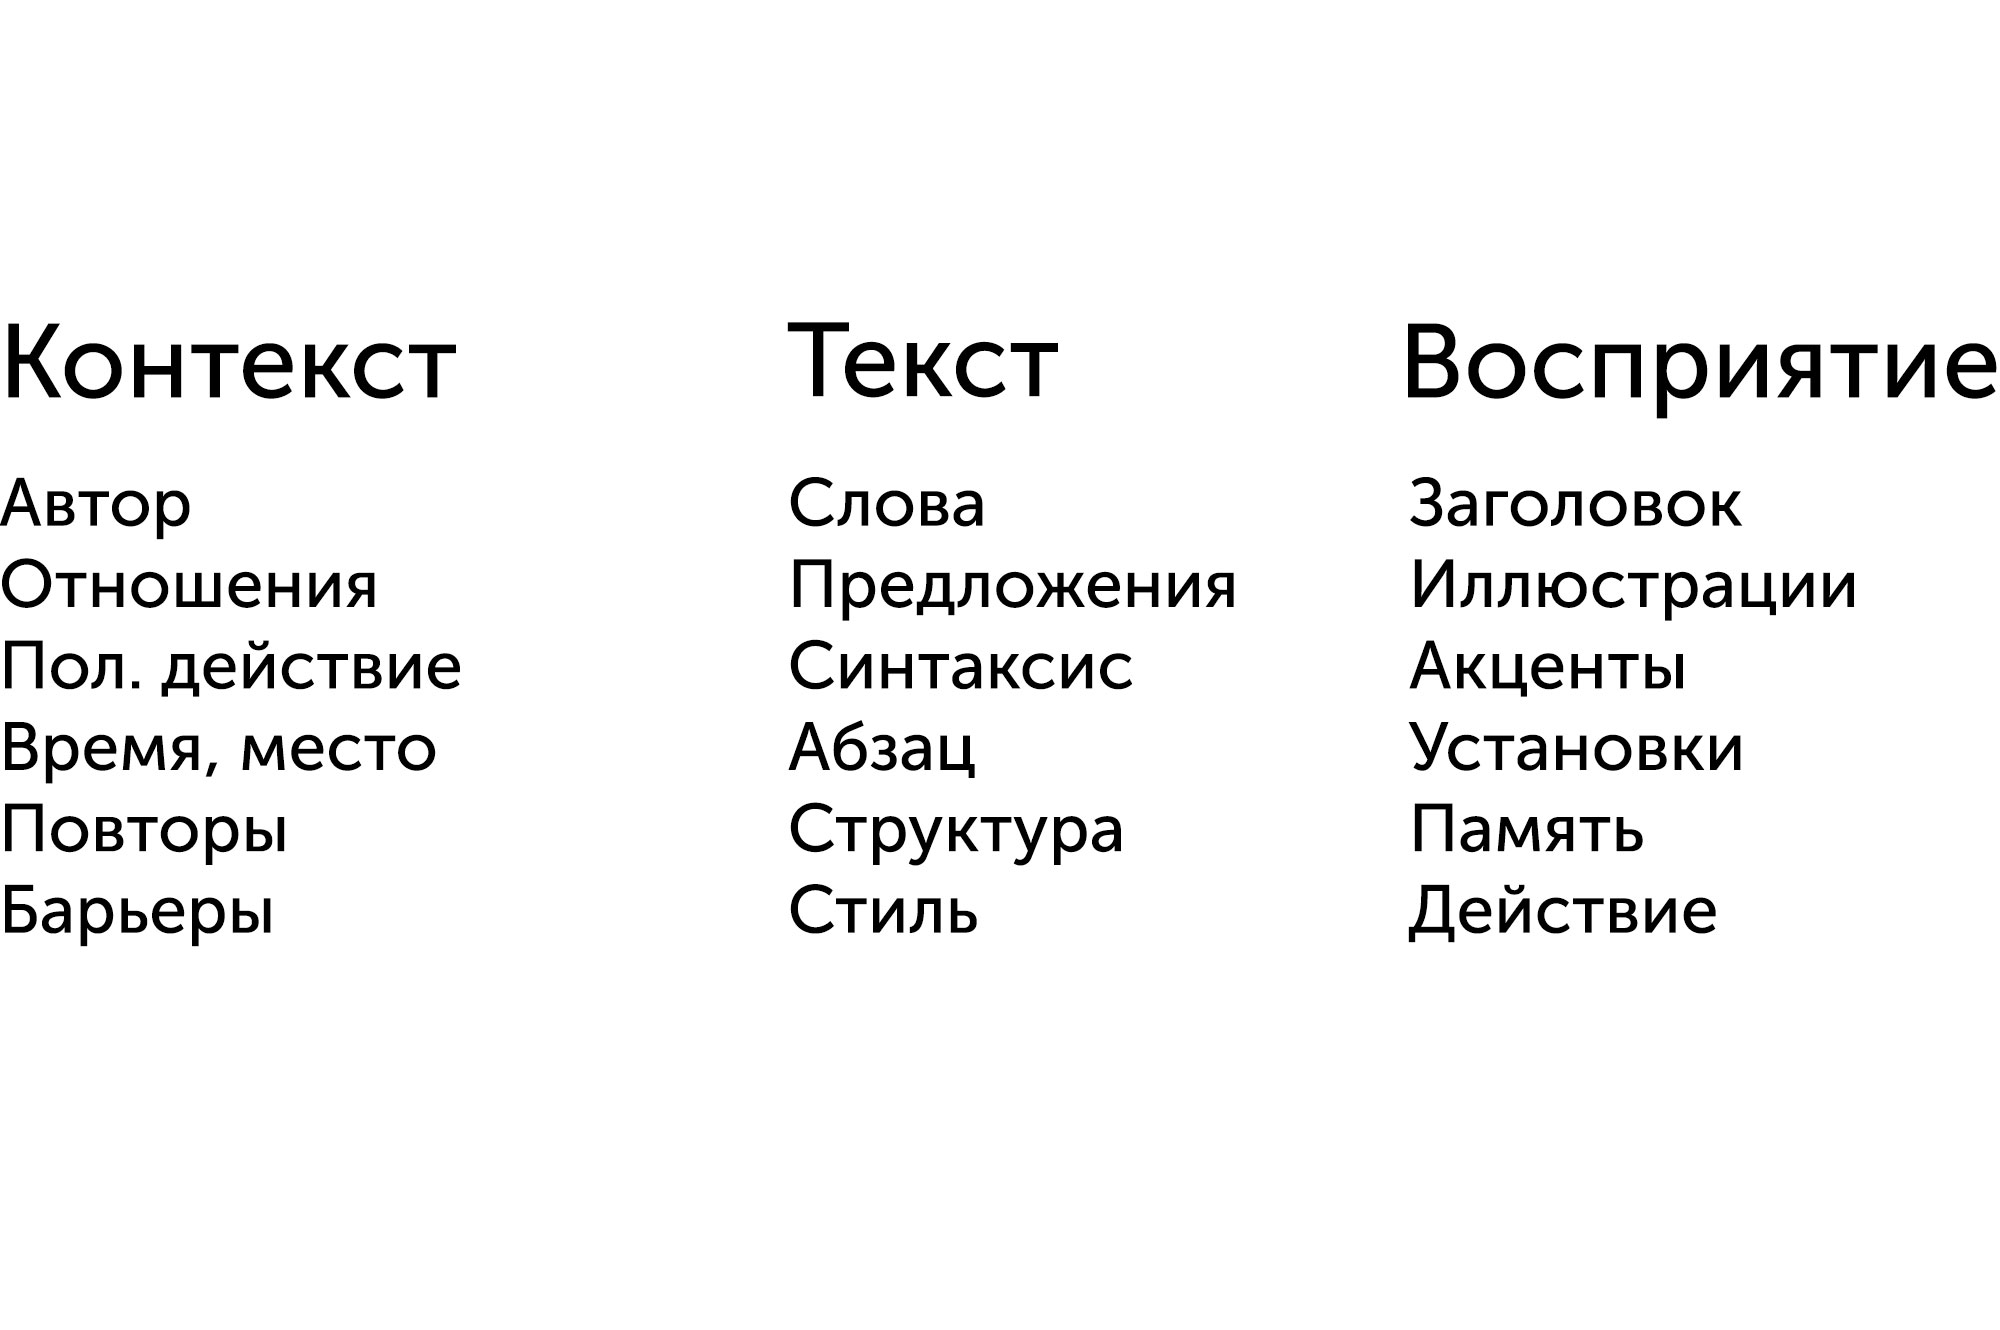 Контекст
Автор
Отношения
Пол. действие
Время, место
Повторы
Барьеры
Текст
Слова
Предложения
Синтаксис
Абзац
Структура
Стиль
Восприятие
Заголовок
Иллюстрации
Акценты
Установки
Память
Действие